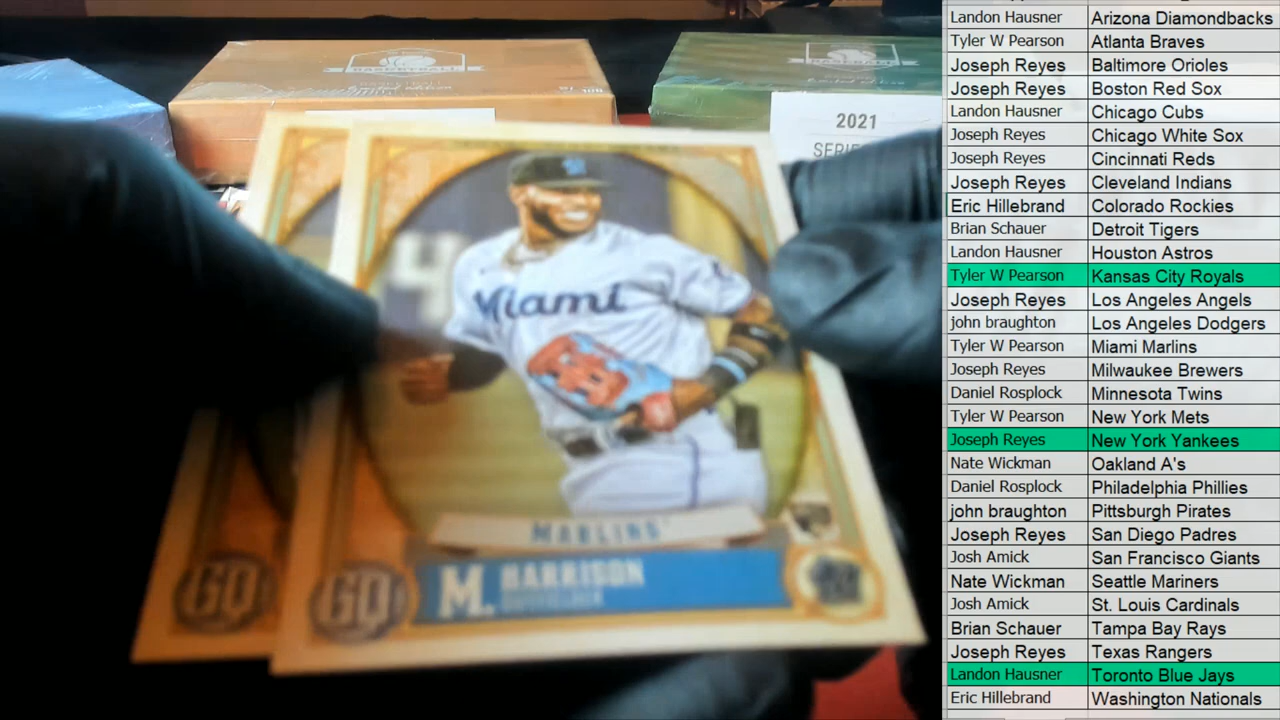 BASKETBALL
2021
SERIE
Miami
MARLINS
M. HARRISON
OUTFIELDER
GQ
GQ
Landon Hausner Arizona Diamondbacks
Tyler W Pearson Atlanta Braves
Joseph Reyes Baltimore Orioles
Joseph Reyes Boston Red Sox
Landon Hausner Chicago Cubs
Joseph Reyes Chicago White Sox
Joseph Reyes Cincinnati Reds
Joseph Reyes Cleveland Indians
Eric Hillebrand Colorado Rockies
Brian Schauer Detroit Tigers
Landon Hausner Houston Astros
Tyler W Pearson Kansas City Royals
Joseph Reyes Los Angeles Angels
john braughton Los Angeles Dodgers
Tyler W Pearson Miami Marlins
Joseph Reyes Milwaukee Brewers
Daniel Rosplock Minnesota Twins
Tyler W Pearson New York Mets
Joseph Reyes New York Yankees
Nate Wickman Oakland A's
Daniel Rosplock Philadelphia Phillies
john braughton Pittsburgh Pirates
Joseph Reyes San Diego Padres
Josh Amick San Francisco Giants
Nate Wickman Seattle Mariners
Josh Amick St. Louis Cardinals
Brian Schauer Tampa Bay Rays
Joseph Reyes Texas Rangers
Landon Hausner Toronto Blue Jays
Eric Hillebrand Washington Nationals